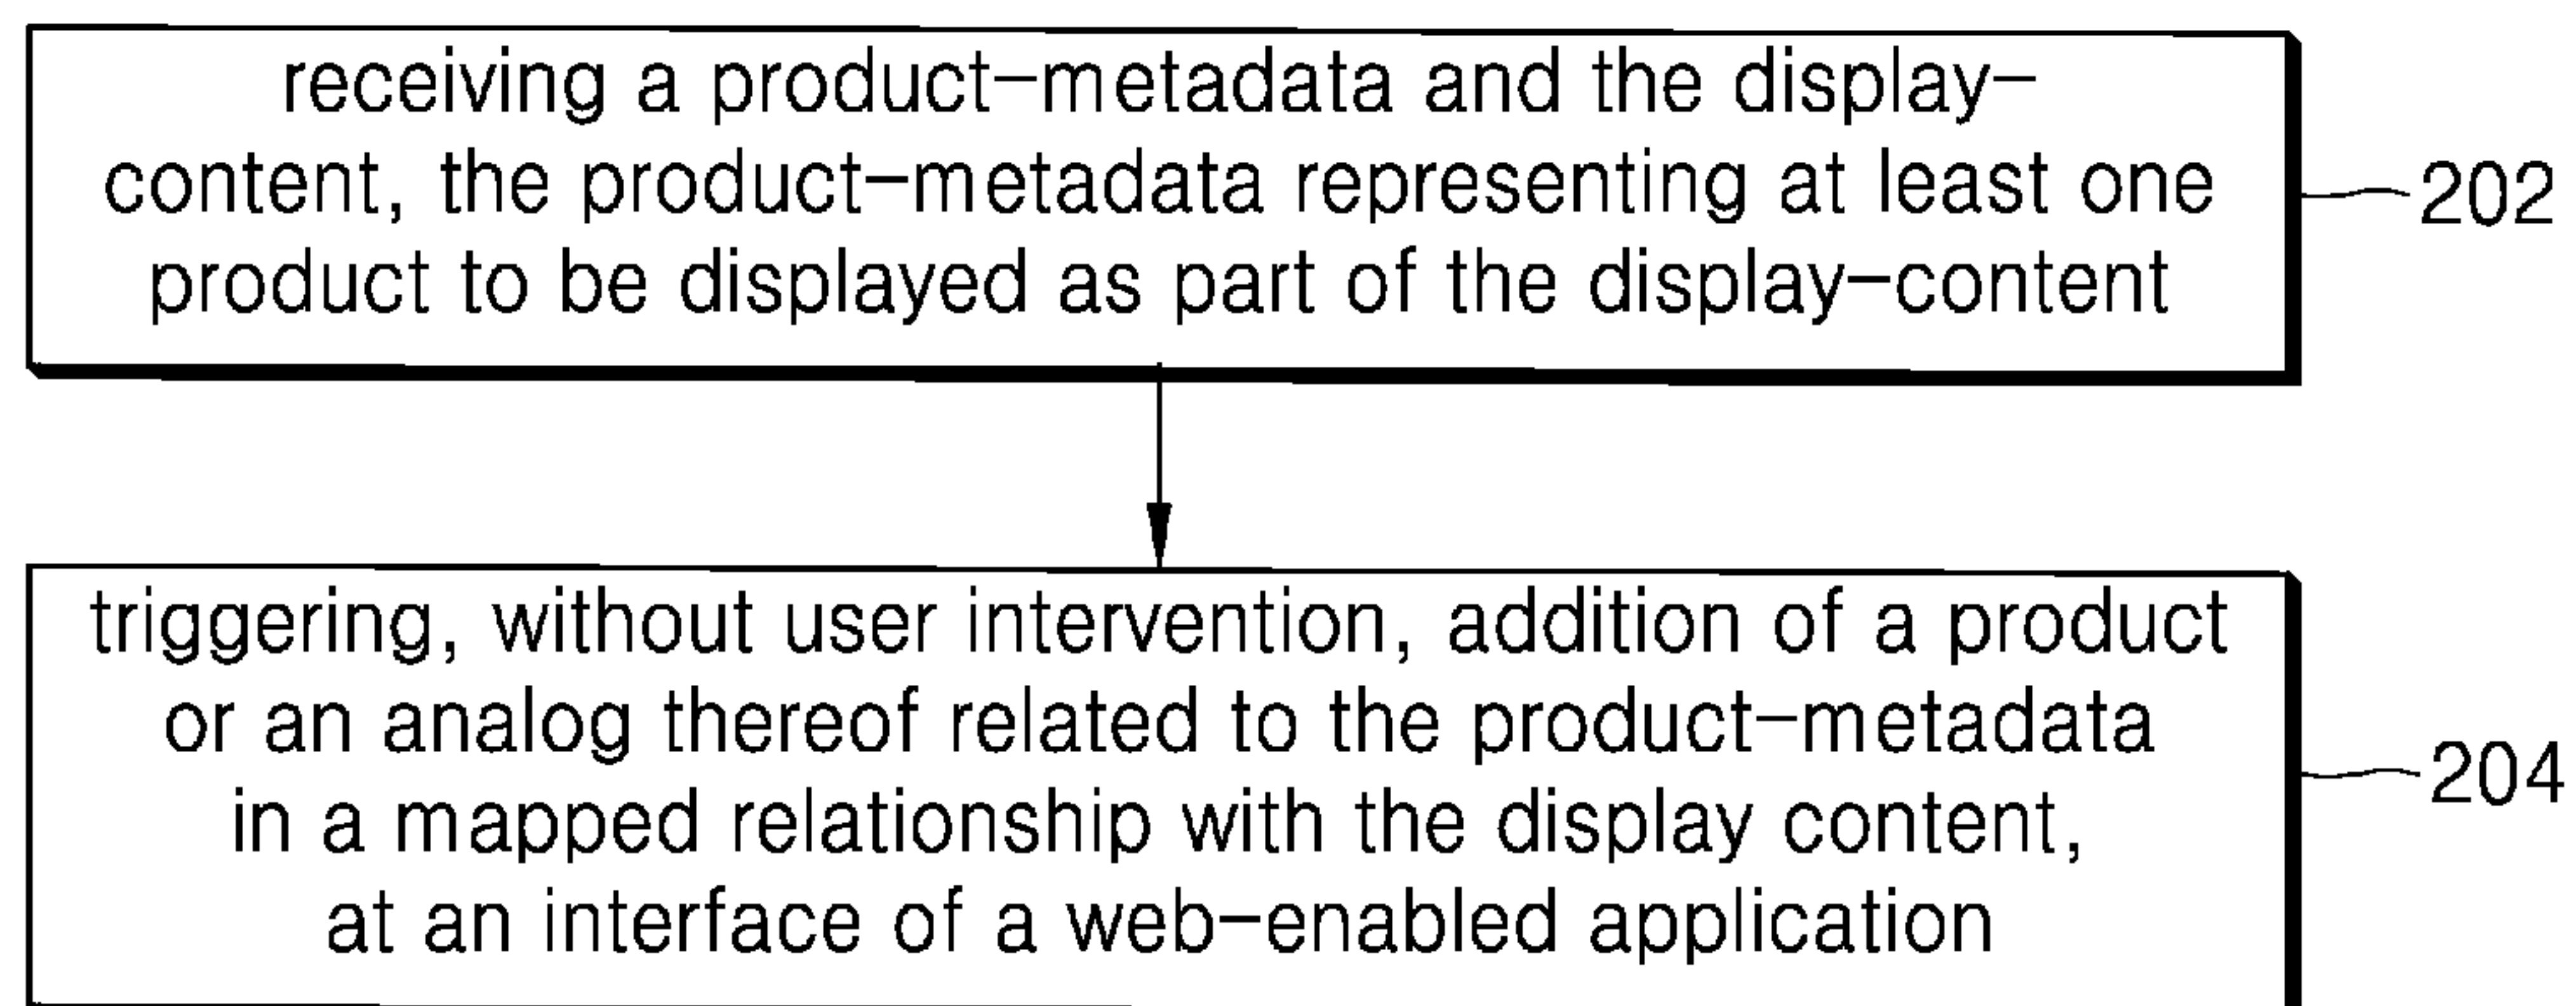 receiving a product-metadata and the display-
content, the product-metadata representing at least one
product to be displayed as part of the display-content
202
triggering, without user intervention, addition of a product
or an analog thereof related to the product-metadata
in a mapped relationship with the display content,
at an interface of a web-enabled application
204